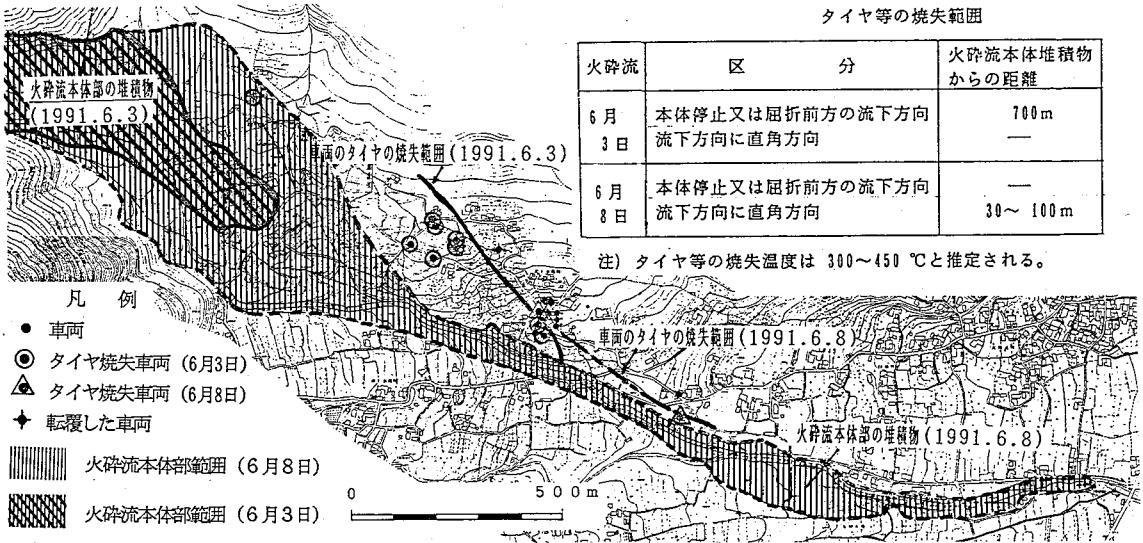 タイヤ等の焼失範囲
火砕流 区 分 火砕流本体堆積物からの距離
6月3日 本体停止又は屈折前方の流下方向 700m
流下方向に直角方向 —
6月8日 本体停止又は屈折前方の流下方向 —
流下方向に直角方向 30～100m
注) タイヤ等の焼失温度は 300～450 ℃と推定される。
火砕流本体部の堆積物
(1991.6.3)
車両のタイヤの焼失範囲(1991.6.3)
車両のタイヤの焼失範囲(1991.6.8)
火砕流本体部の堆積物(1991.6.8)
凡 例
車両
タイヤ焼失車両 (6月3日)
タイヤ焼失車両 (6月8日)
転覆した車両
火砕流本体部範囲 (6月8日)
火砕流本体部範囲 (6月3日)
0 500m